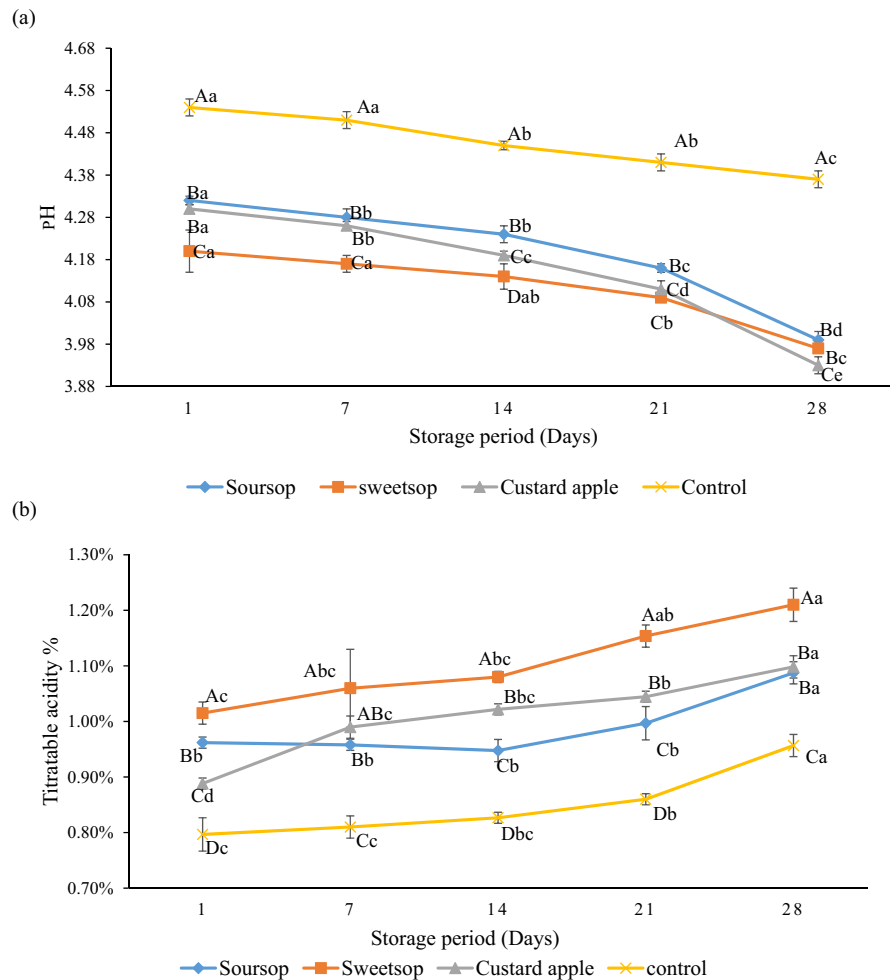 (a)
4.68
4.58
4.48
4.38
4.28
4.18
4.08
3.98
3.88
PH
Aa
Aa
Ab
Ab
Ac
Ba
Bb
Bb
Bc
Bd
Ba
Bb
Cc
Cd
Ce
Ca
Ca
Dab
Cb
Bc
1 7 14 21 28
Storage period (Days)
Soursop sweetsop Custard apple Control
(b)
1.30%
1.20%
1.10%
1.00%
0.90%
0.80%
0.70%
Titratable acidity %
Ac
Abc
Abc
Aab
Aa
Bb
Bb
Cb
Cb
Ba
Cd
ABc
Bbc
Bb
Ba
Dc
Cc
Dbc
Db
Ca
1 7 14 21 28
Storage period (Days)
Soursop Sweetsop Custard apple control